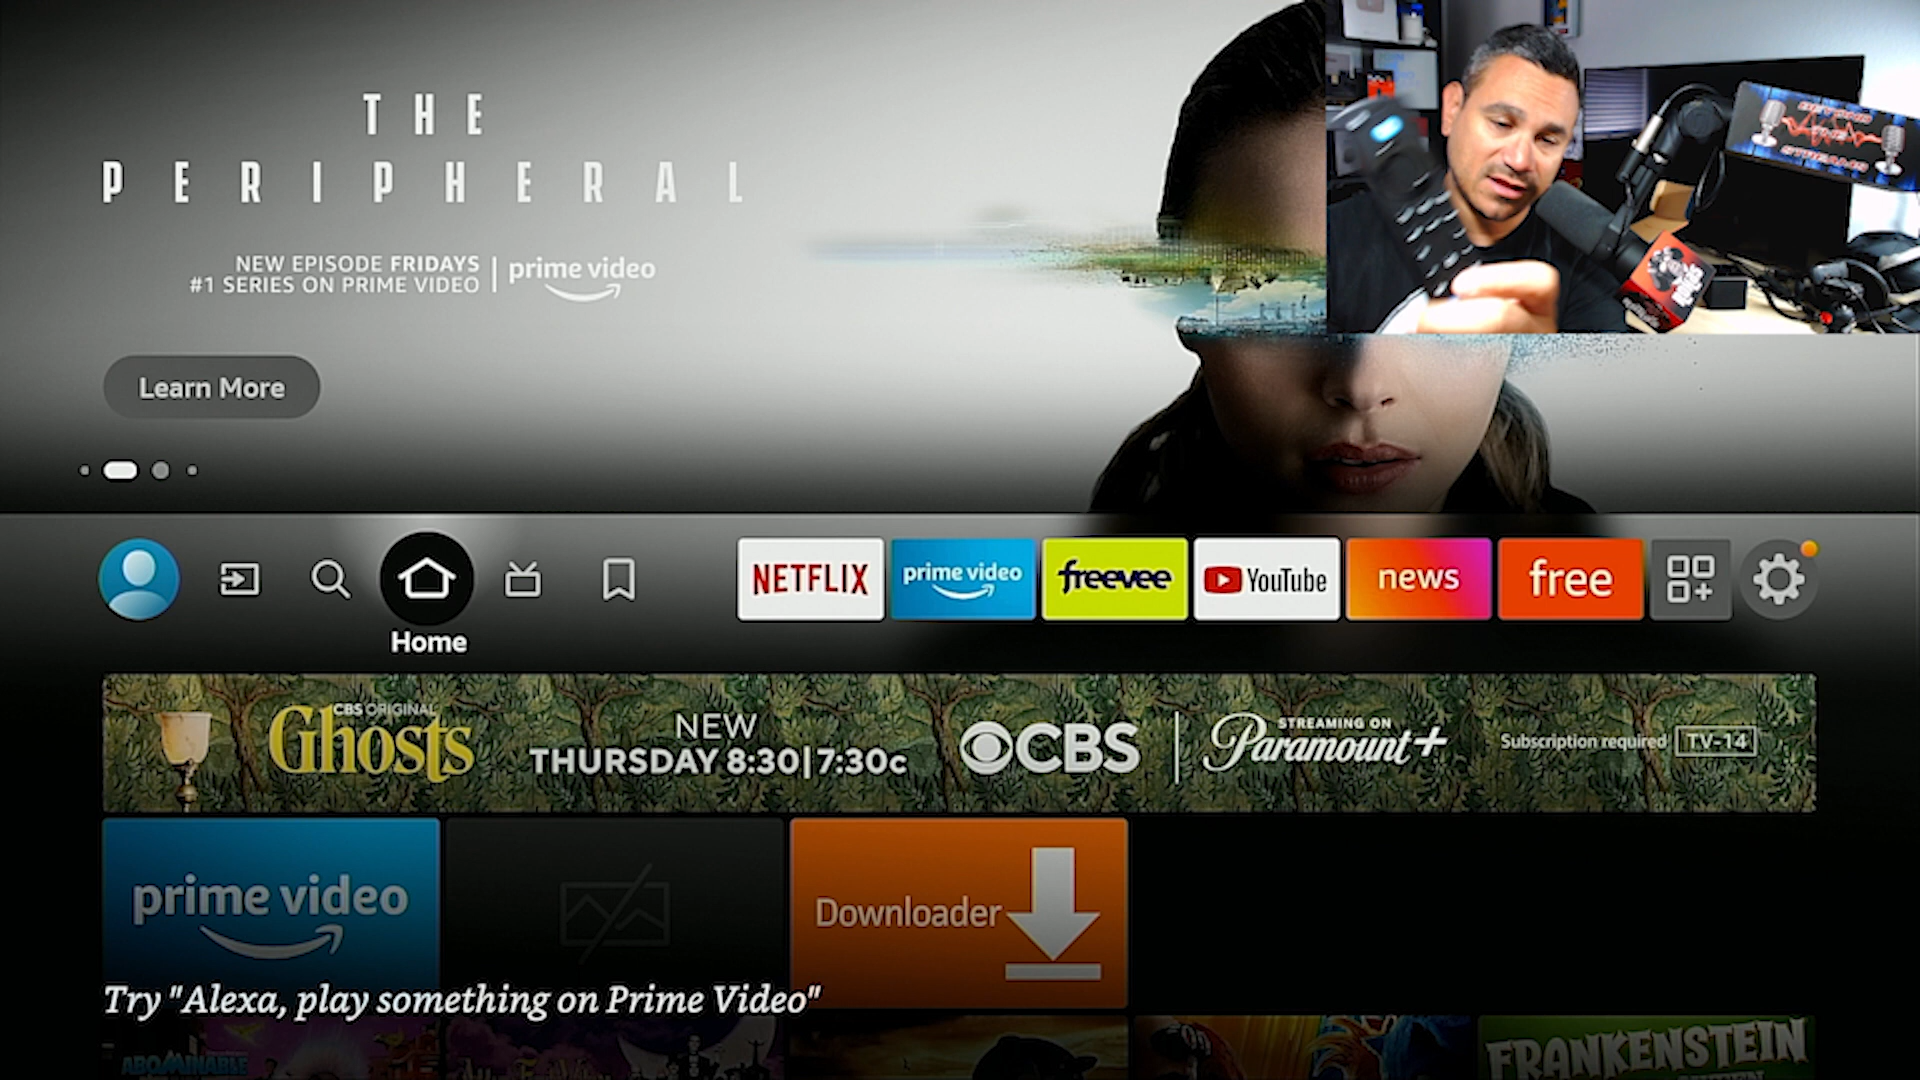 THE
PERIPHERAL
NEW EPISODE FRIDAYS
#1 SERIES ON PRIME VIDEO
prime video
Learn More
NETFLIX
prime video
freevee
YouTube
news
free
Home
CBS ORIGINAL
Ghosts
NEW
THURSDAY 8:30|7:30c
CBS
STREAMING ON
Paramount+
Subscription required
TV-14
prime video
Downloader
Try "Alexa, play something on Prime Video"
ABOMINABLE
FRANKENSTEIN